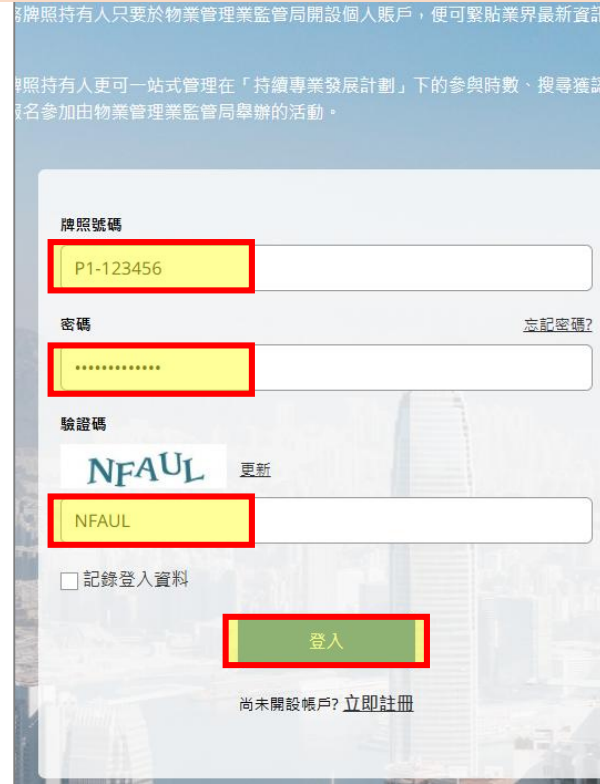 牌照持有人只要於物業管理業監管局開設個人賬戶，便可緊貼業界最新資訊
牌照持有人更可一站式管理在「持續專業發展計劃」下的參與時數、搜尋獲認
報名參加由物業管理業監管局舉辦的活動。
牌照號碼
P1-123456
密碼 忘記密碼?
•••••••••••••
驗證碼
NFAUL 更新
NFAUL
記錄登入資料
登入
尚未開設帳戶? 立即註冊